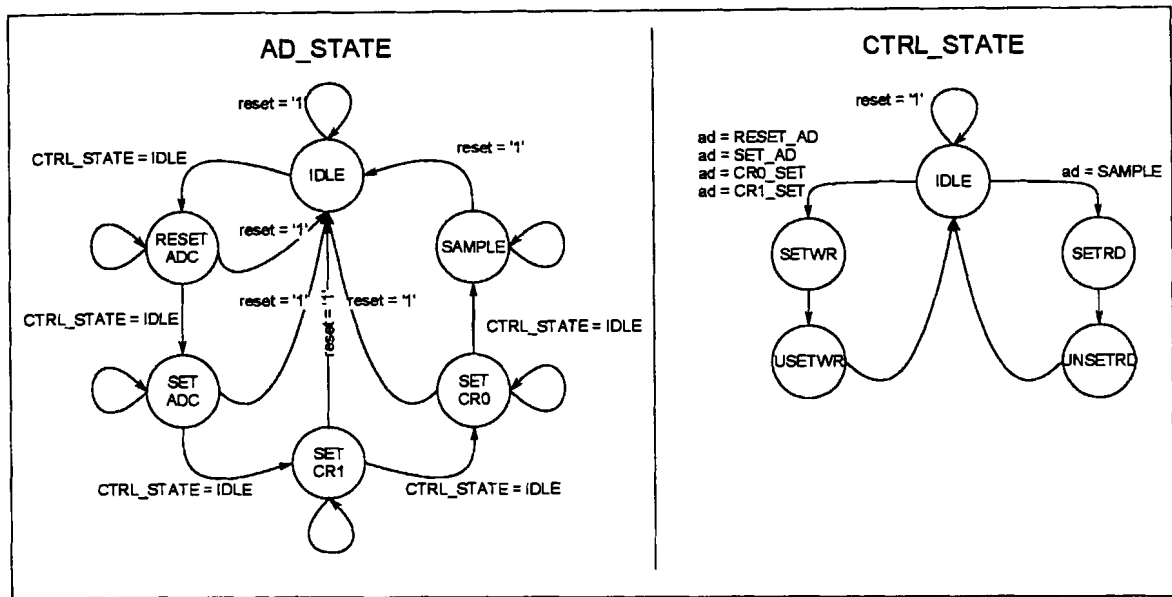 AD_STATE
reset = '1'
CTRL_STATE = IDLE
IDLE
reset = '1'
RESET
ADC
reset = '1'
SAMPLE
CTRL_STATE = IDLE
reset = '1'
reset = '1'
reset = '1'
CTRL_STATE = IDLE
SET
ADC
SET
CR0
SET
CR1
CTRL_STATE = IDLE
CTRL_STATE = IDLE
CTRL_STATE
reset = '1'
ad = RESET_AD
ad = SET_AD
ad = CR0_SET
ad = CR1_SET
IDLE
ad = SAMPLE
SETWR
SETRD
USETWR
UNSETRD